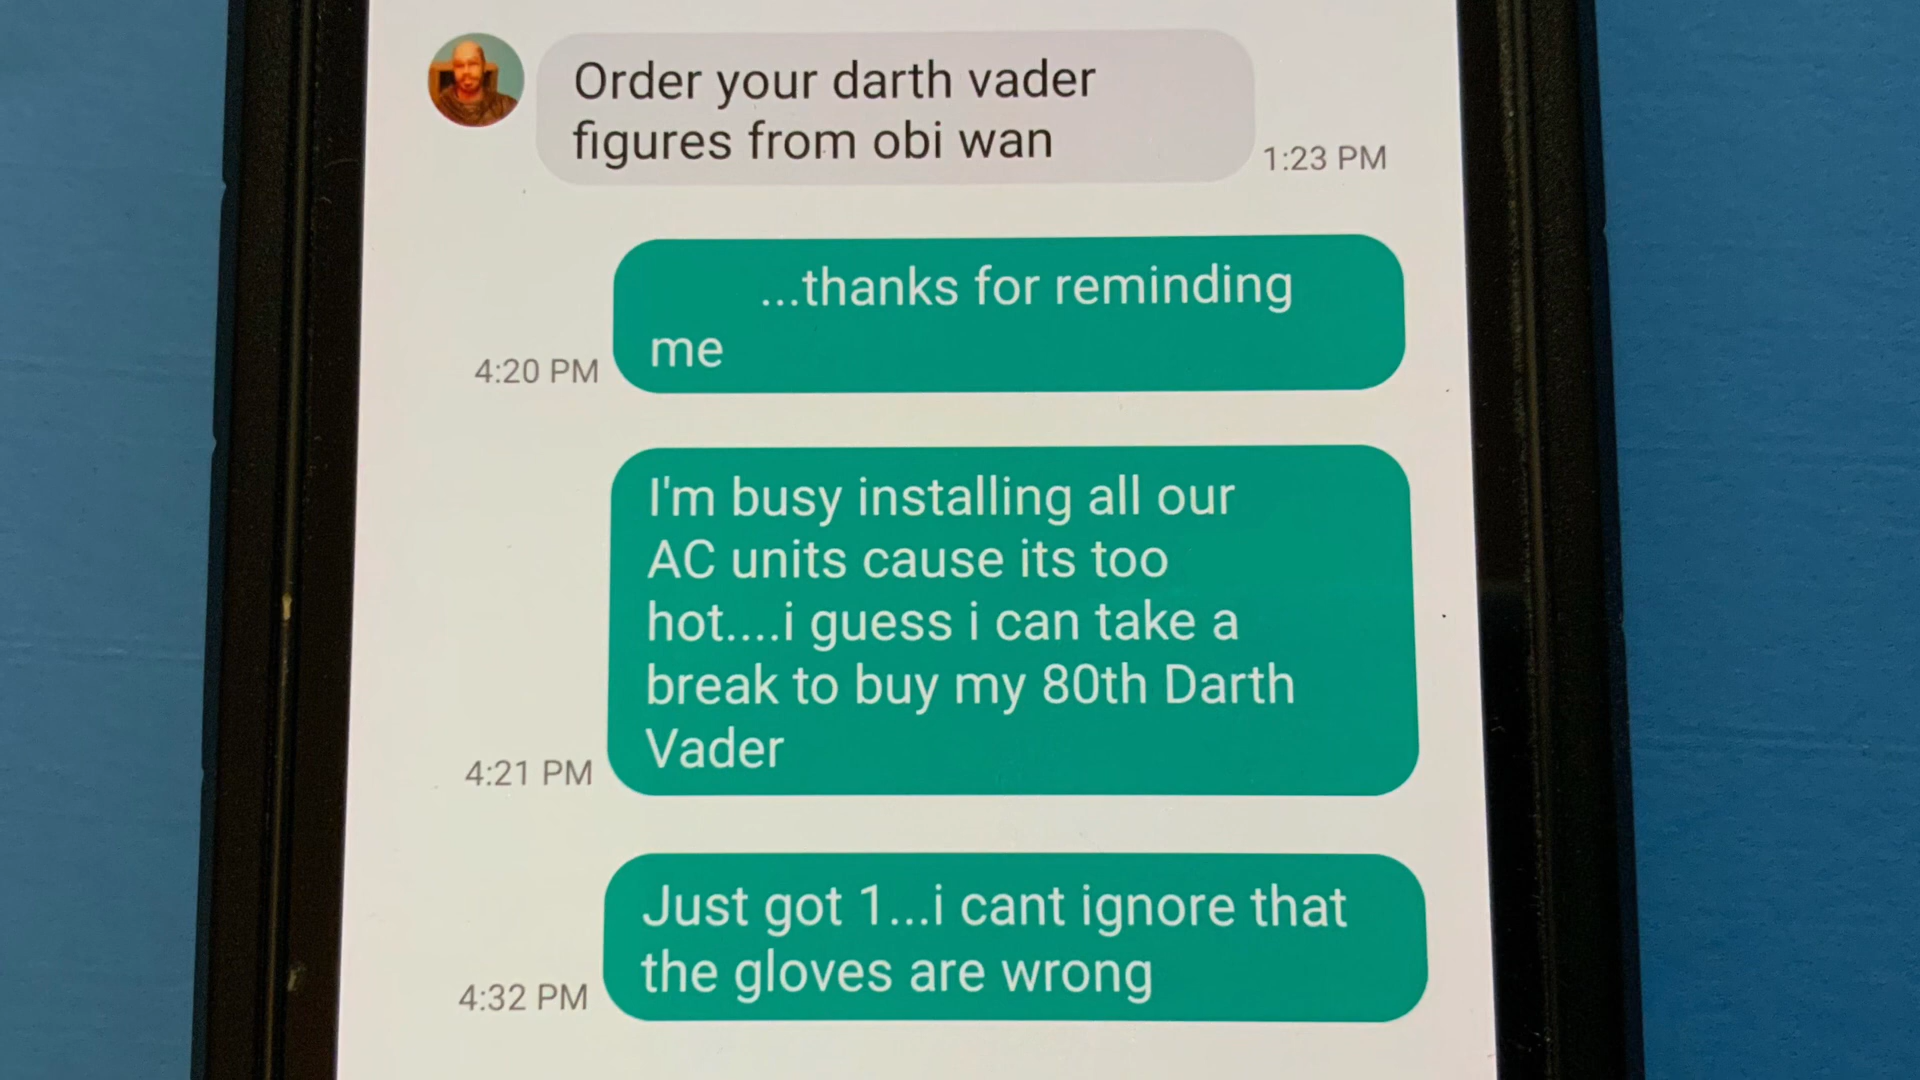 Order your darth vader
figures from obi wan
1:23 PM
...thanks for reminding
me
4:20 PM
I'm busy installing all our
AC units cause its too
hot....i guess i can take a
break to buy my 80th Darth
Vader
4:21 PM
Just got 1...i cant ignore that
the gloves are wrong
4:32 PM